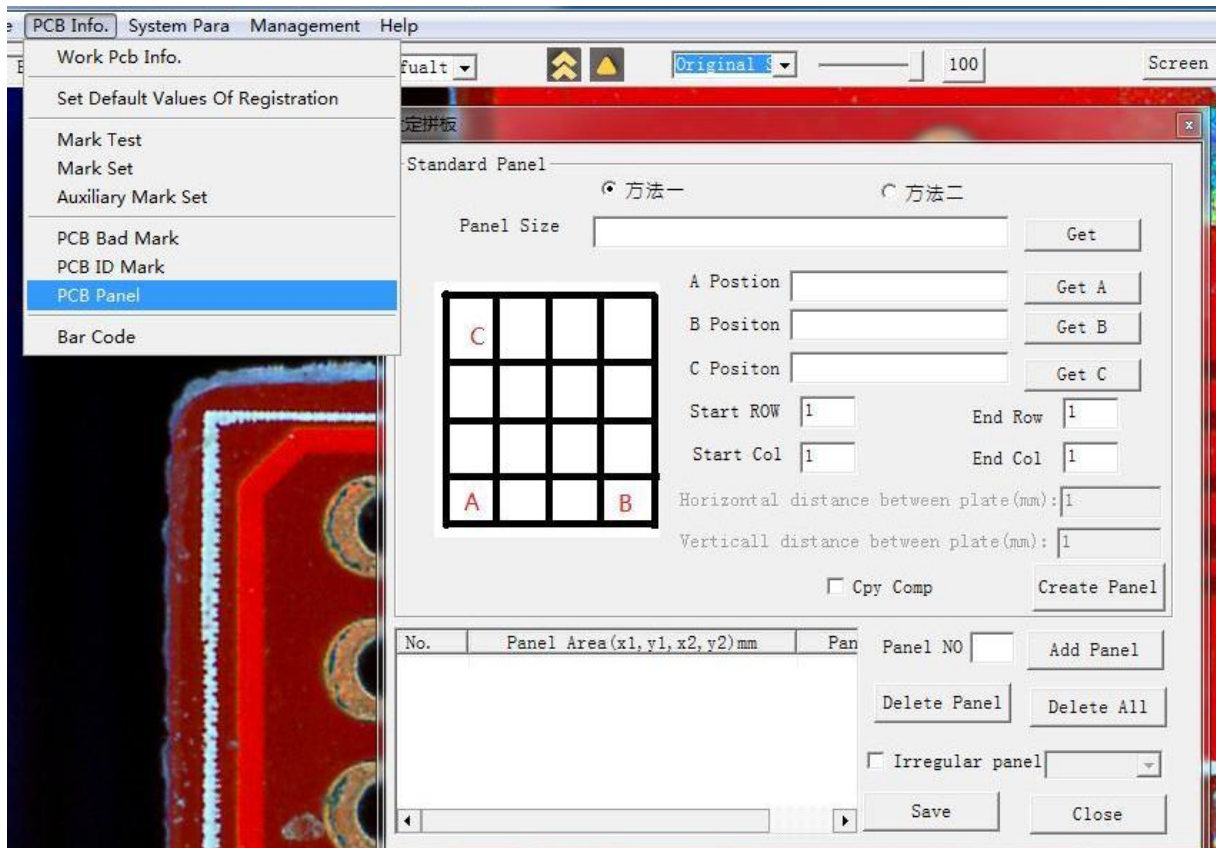 PCB Info. System Para Management Help
Work Pcb Info.
Set Default Values Of Registration
Mark Test
Mark Set
Auxiliary Mark Set
PCB Bad Mark
PCB ID Mark
PCB Panel
Bar Code
fualt
Original
100
Screen
定拼板
Standard Panel
方法一 方法二
Panel Size Get
A Postion Get A
B Positon Get B
C Positon Get C
Start ROW 1 End Row 1
Start Col 1 End Col 1
Horizontal distance between plate(mm): 1
Verticall distance between plate(mm): 1
Cpy Comp Create Panel
C
A B
No. Panel Area(x1, y1, x2, y2)mm Pan
Panel NO Add Panel
Delete Panel Delete All
Irregular panel
Save Close